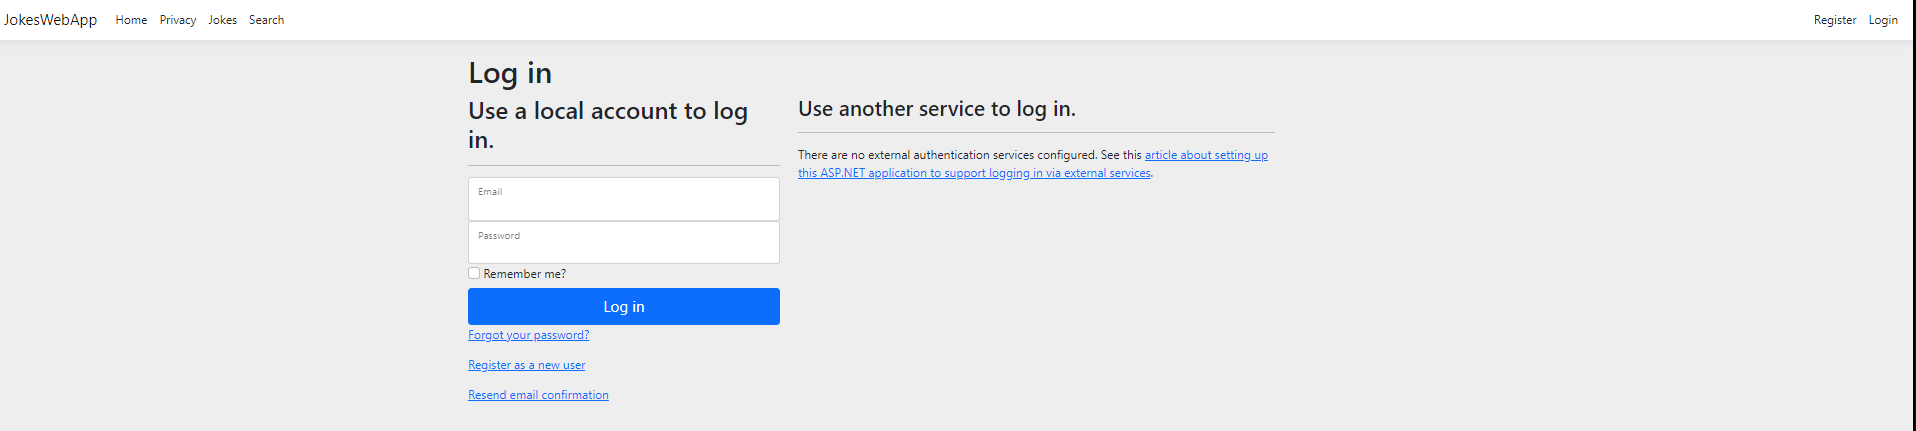 JokesWebApp Home Privacy Jokes Search Register Login
Log in
Use a local account to log
in.
Email
Password
Remember me?
Log in
Forgot your password?
Register as a new user
Resend email confirmation
Use another service to log in.
There are no external authentication services configured. See this article about setting up
this ASP.NET application to support logging in via external services.